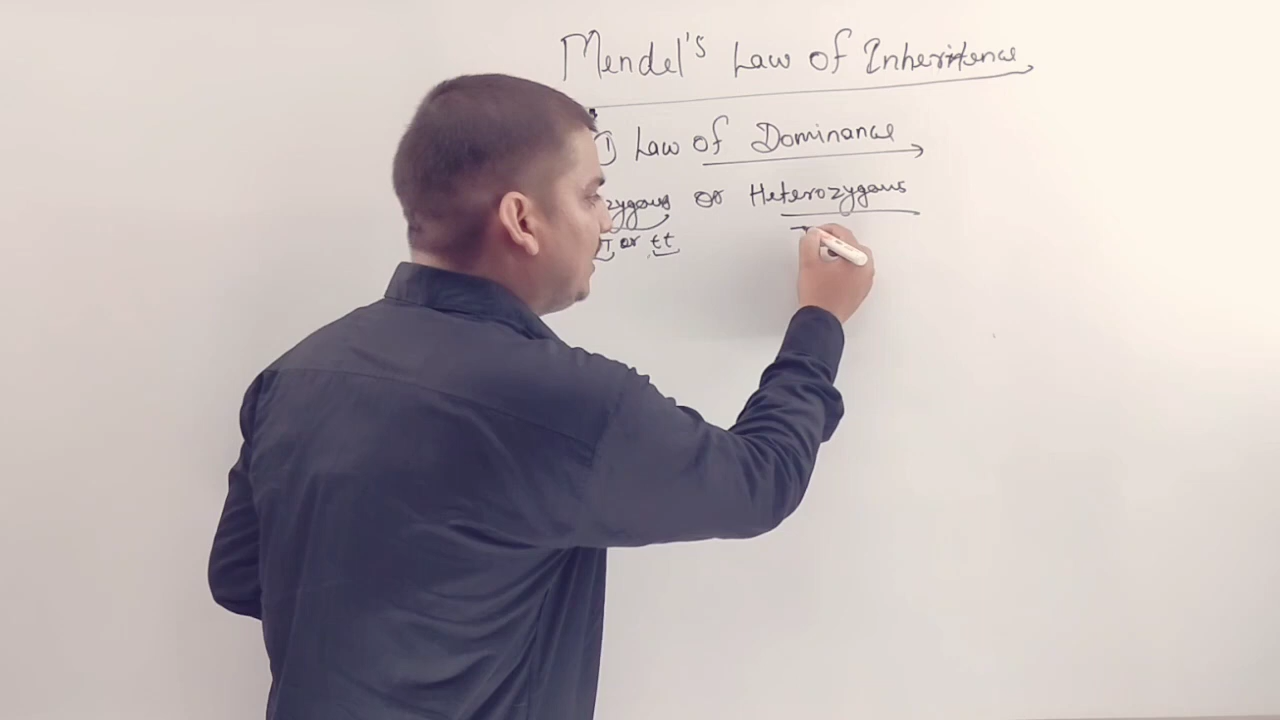 Mendel's Law of Inheritence
① Law of Dominance
zygous or Heterozygous
T or tt